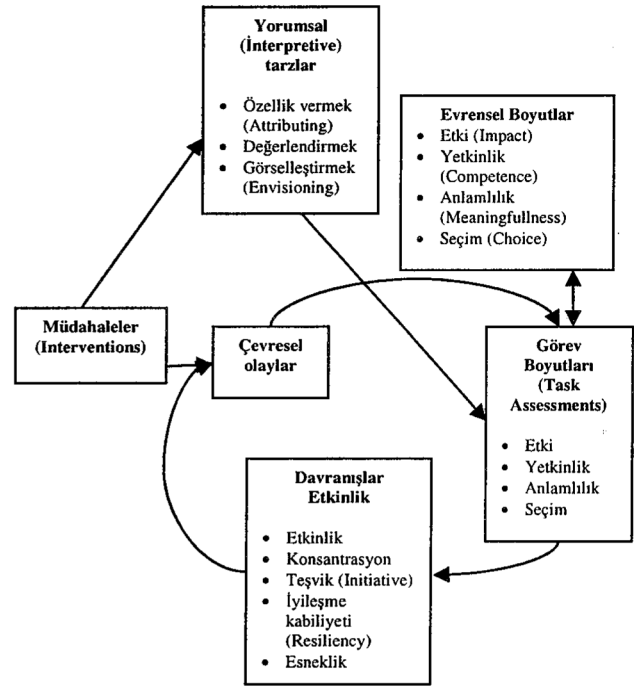 Yorumsal
(İnterpretive)
tarzlar
• Özellik vermek
(Attributing)
• Değerlendirmek
• Görselleştirmek
(Envisioning)
Evrensel Boyutlar
• Etki (Impact)
• Yetkinlik
(Competence)
• Anlamlılık
(Meaningfullness)
• Seçim (Choice)
Müdahaleler
(Interventions)
Çevresel
olaylar
Görev
Boyutları
(Task
Assessments)
• Etki
• Yetkinlik
• Anlamlılık
• Seçim
Davranışlar
Etkinlik
• Etkinlik
• Konsantrasyon
• Teşvik (Initiative)
• İyileşme
kabiliyeti
(Resiliency)
• Esneklik